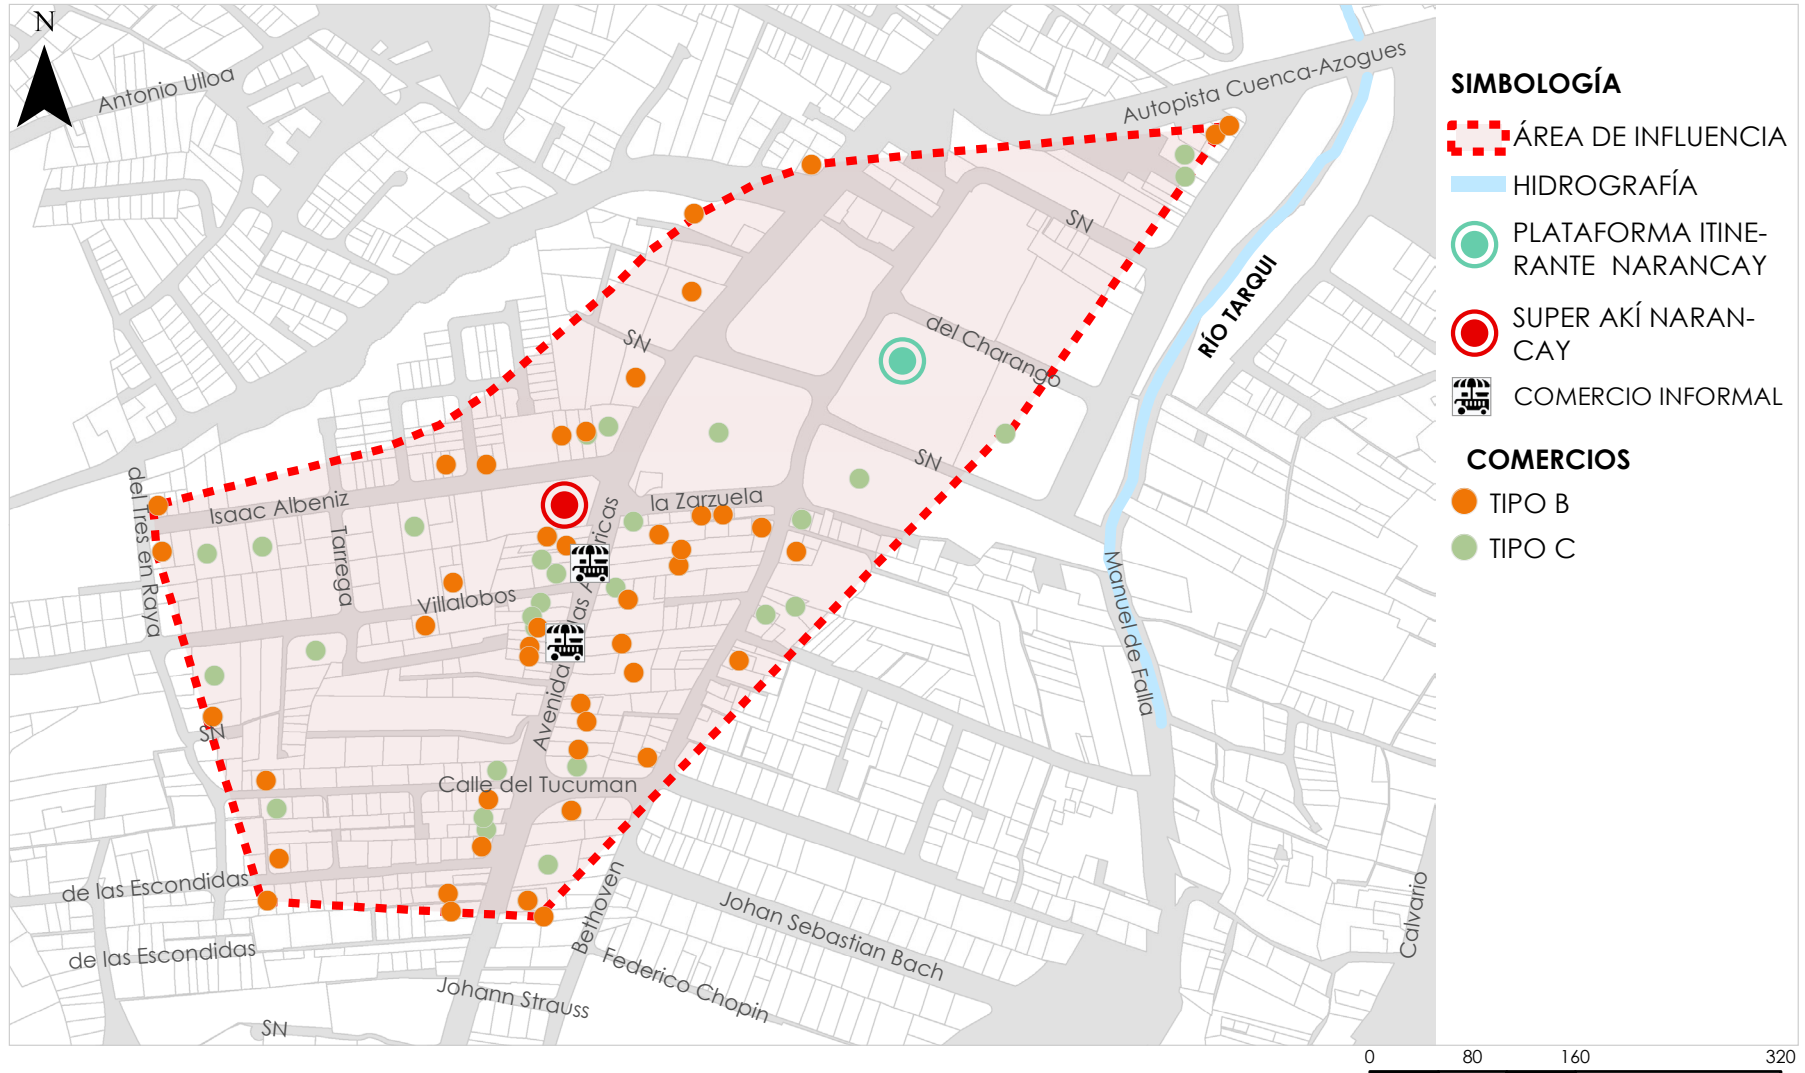 N
Antonio Ulloa
Autopista Cuenca-Azogues
SN
RÍO TARQUI
del Charango
SN
SN
del Tres en Raya
Isaac Albeniz
Tarrega
la Zarzuela
Villalobos
Avenida las Américas
Manuel de Falla
SN
Calle del Tucuman
de las Escondidas
de las Escondidas
Bethoven
Johan Sebastian Bach
Federico Chopin
Johann Strauss
SN
Calvario
SIMBOLOGÍA
ÁREA DE INFLUENCIA
HIDROGRAFÍA
PLATAFORMA ITINE-
RANTE NARANCAY
SUPER AKÍ NARAN-
CAY
COMERCIO INFORMAL
COMERCIOS
TIPO B
TIPO C
0 80 160 320